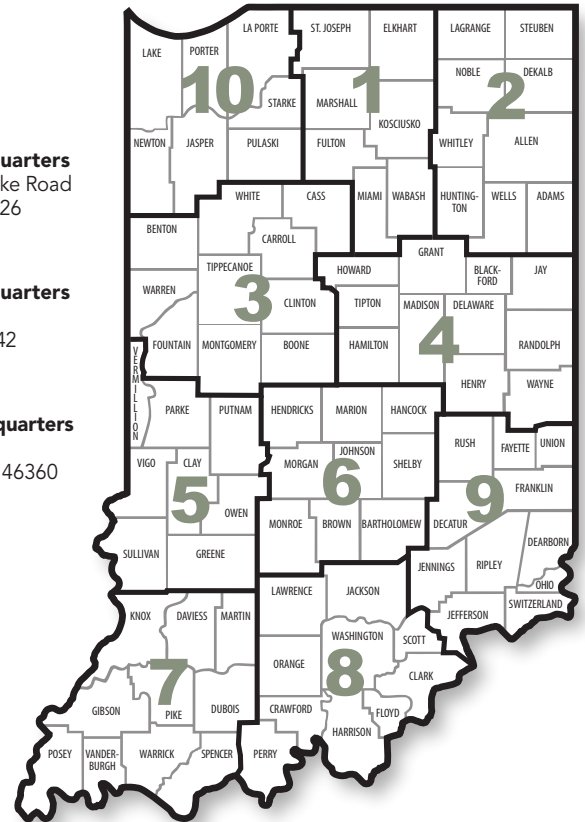 uarters
ke Road
26
uarters
42
quarters
46360
LAKE
PORTER
LA PORTE
ST. JOSEPH
ELKHART
LAGRANGE
STEUBEN
NOBLE
DEKALB
10
1
2
STARKE
MARSHALL
KOSCIUSKO
NEWTON
JASPER
PULASKI
FULTON
WHITLEY
ALLEN
MIAMI
WABASH
HUNTING-
TON
WELLS
ADAMS
WHITE
CASS
BENTON
CARROLL
GRANT
TIPPECANOE
HOWARD
BLACK-
FORD
JAY
WARREN
3
CLINTON
TIPTON
MADISON
DELAWARE
4
FOUNTAIN
MONTGOMERY
BOONE
HAMILTON
RANDOLPH
VERMILLION
HENRY
WAYNE
PARKE
PUTNAM
HENDRICKS
MARION
HANCOCK
RUSH
FAYETTE
UNION
VIGO
CLAY
MORGAN
JOHNSON
SHELBY
5
6
9
FRANKLIN
OWEN
MONROE
BROWN
BARTHOLOMEW
DECATUR
DEARBORN
SULLIVAN
GREENE
JENNINGS
RIPLEY
OHIO
LAWRENCE
JACKSON
SWITZERLAND
JEFFERSON
KNOX
DAVIESS
MARTIN
WASHINGTON
SCOTT
ORANGE
7
8
CLARK
GIBSON
PIKE
DUBOIS
CRAWFORD
FLOYD
HARRISON
POSEY
VANDER-
BURGH
WARRICK
SPENCER
PERRY